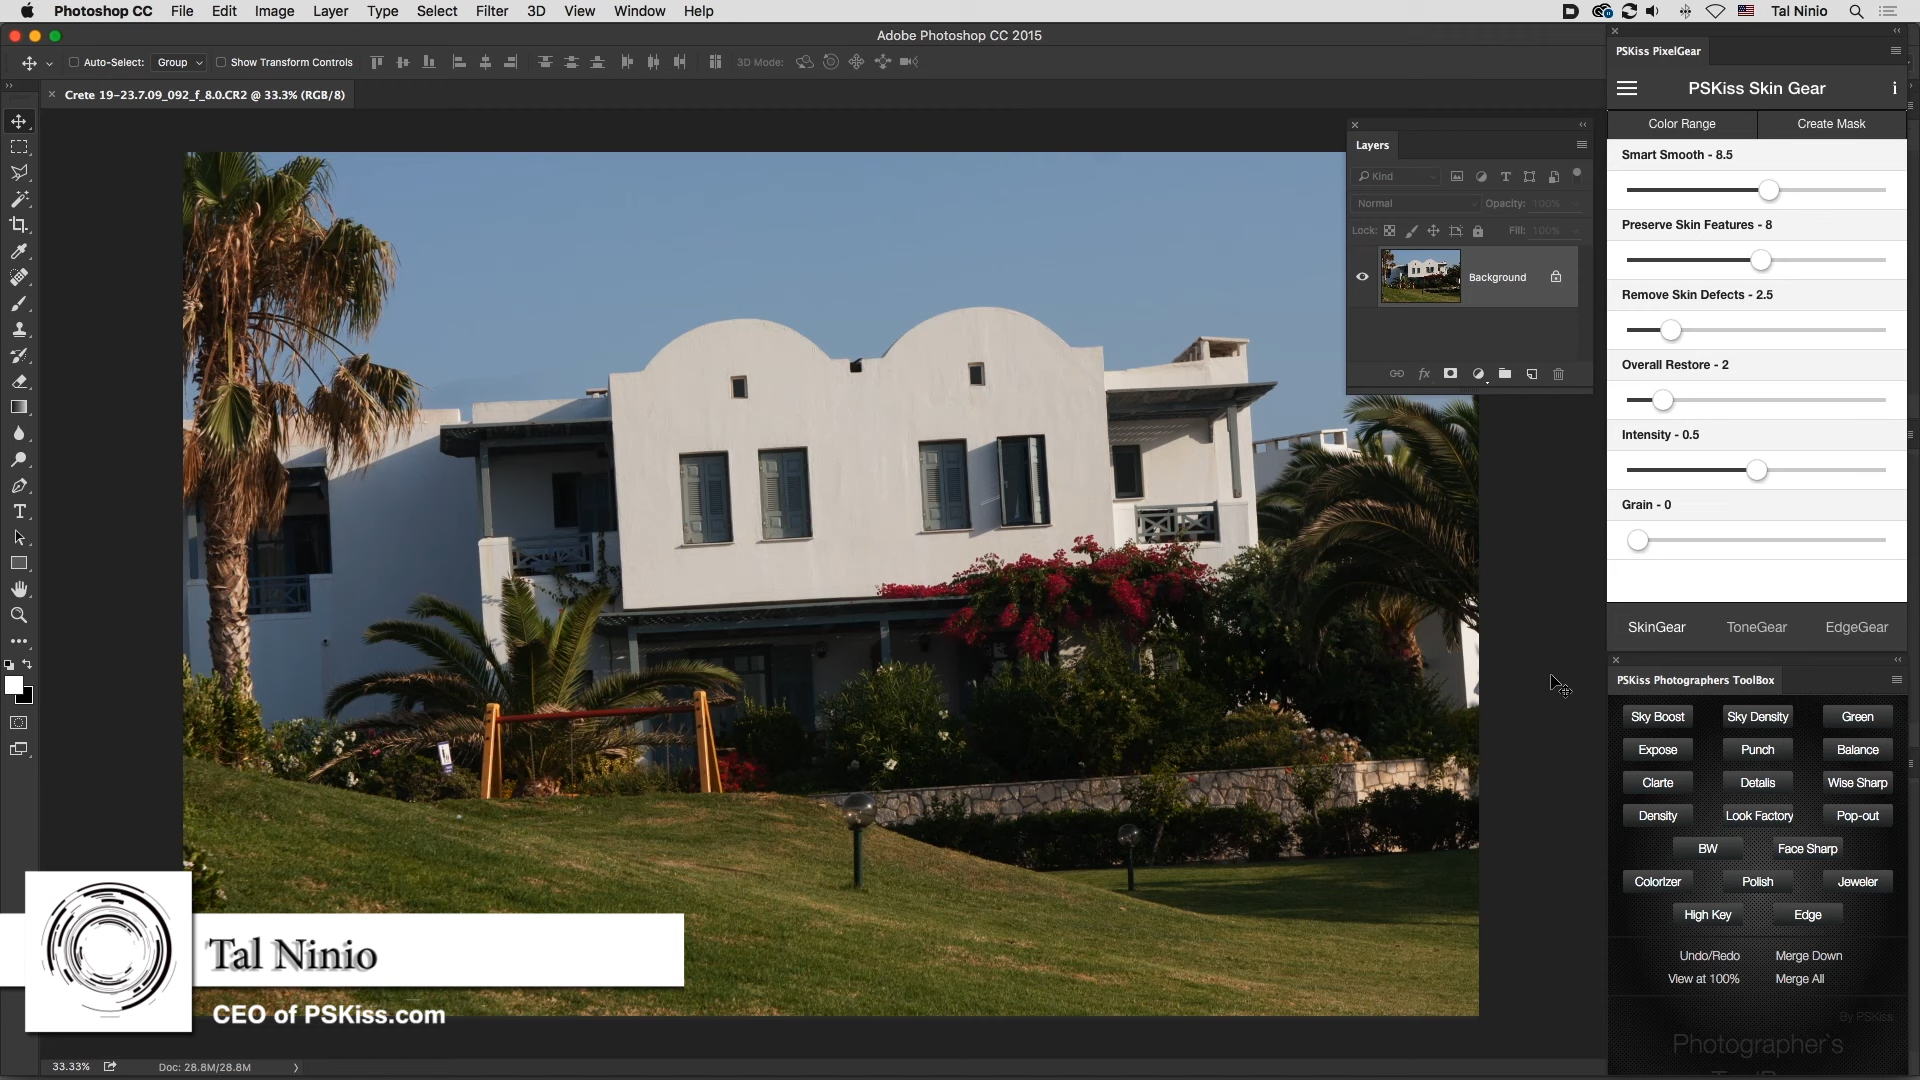 Photoshop CC File Edit Image Layer Type Select Filter 3D View Window Help Tal Ninio
Adobe Photoshop CC 2015
Auto-Select: Group Show Transform Controls 3D Mode:
Crete 19-23.7.09_092_f_8.0.CR2 @ 33.3% (RGB/8)
Layers
Kind
Normal Opacity: 100%
Lock: Fill: 100%
Background
fx
PSKiss PixelGear
PSKiss Skin Gear i
Color Range Create Mask
Smart Smooth - 8.5
Preserve Skin Features - 8
Remove Skin Defects - 2.5
Overall Restore - 2
Intensity - 0.5
Grain - 0
SkinGear ToneGear EdgeGear
PSKiss Photographers ToolBox
Sky Boost Sky Density Green
Expose Punch Balance
Clarte Details Wise Sharp
Density Look Factory Pop-out
BW Face Sharp
Colorizer Polish Jeweler
High Key Edge
Undo/Redo Merge Down
View at 100% Merge All
By PSKiss
Photographer`s
Tal Ninio
CEO of PSKiss.com
33.33% Doc: 28.8M/28.8M